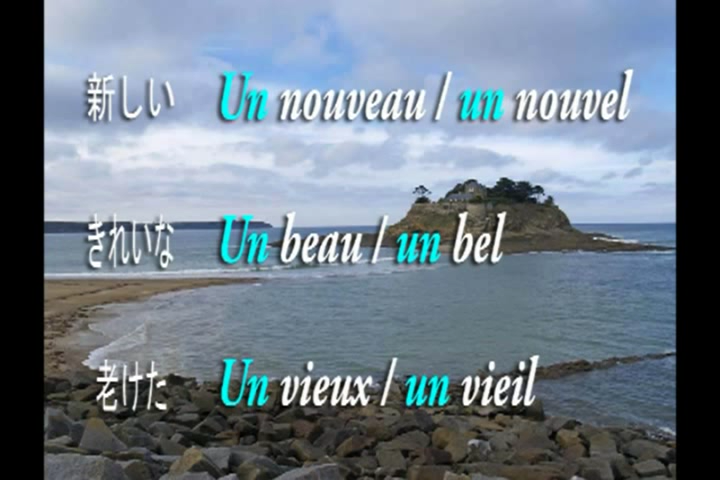 新しい Un nouveau / un nouvel
きれいな Un beau / un bel
老けた Un vieux / un vieil